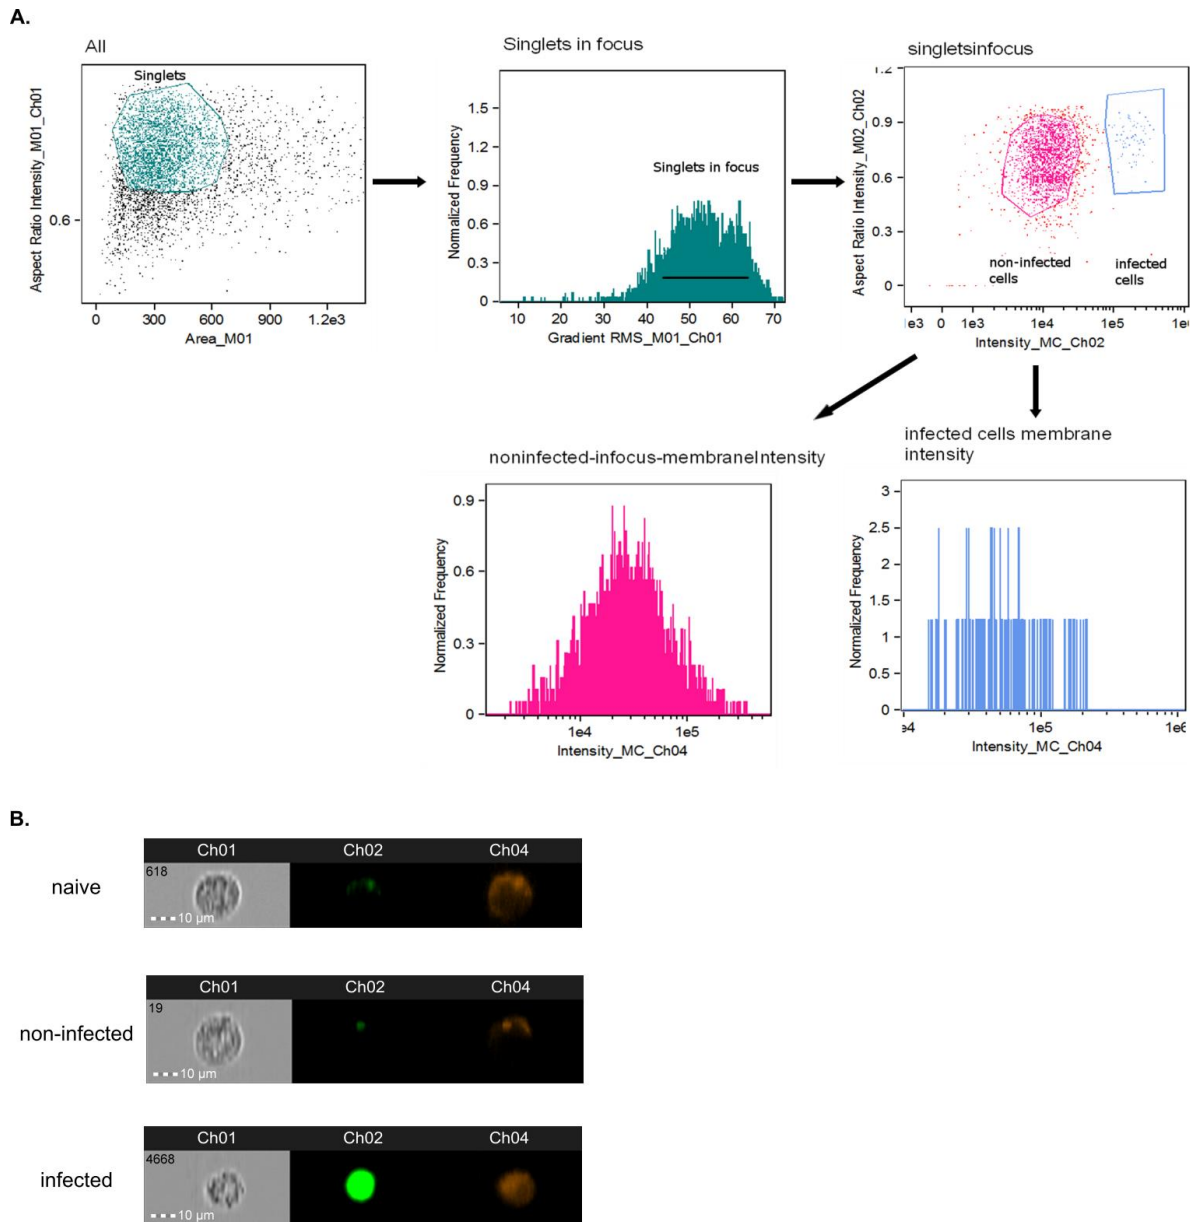 A.
All
Singlets
Aspect Ratio Intensity_M01_Ch01
0.6
0 300 600 900 1.2e3
Area_M01
Singlets in focus
Normalized Frequency
1.5
1.2
0.9
0.6
0.3
0
Singlets in focus
10 20 30 40 50 60 70
Gradient RMS_M01_Ch01
singletsinfocus
Aspect Ratio Intensity_M02_Ch02
1.2
0.9
0.6
0.3
0
non-infected
cells
infected
cells
e3 0 1e3 1e4 1e5 1e
Intensity_MC_Ch02
noninfected-infocus-membraneIntensity
Normalized Frequency
0.9
0.6
0.3
0
1e4 1e5
Intensity_MC_Ch04
infected cells membrane
intensity
Normalized Frequency
3
2.5
2
1.5
1
0.5
0
e4 1e5 1e6
Intensity_MC_Ch04
B.
naive
Ch01 Ch02 Ch04
618
10 µm
non-infected
Ch01 Ch02 Ch04
19
10 µm
infected
Ch01 Ch02 Ch04
4668
10 µm